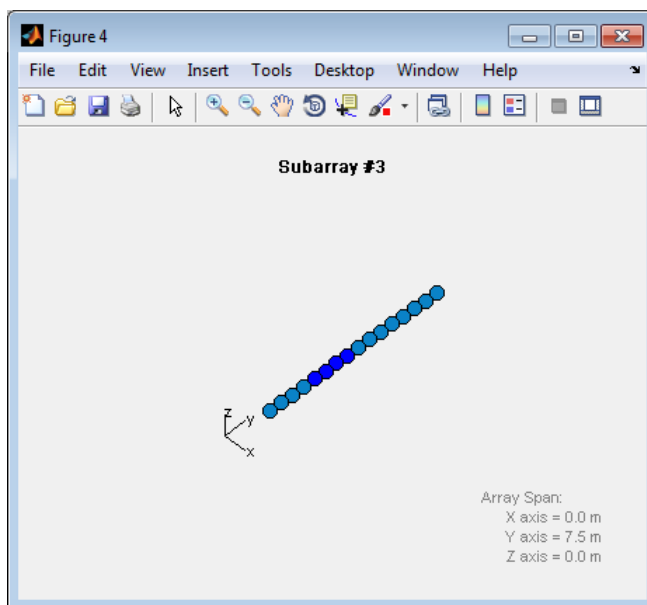 Figure 4
File Edit View Insert Tools Desktop Window Help
Subarray #3
z
y
x
Array Span:
X axis = 0.0 m
Y axis = 7.5 m
Z axis = 0.0 m